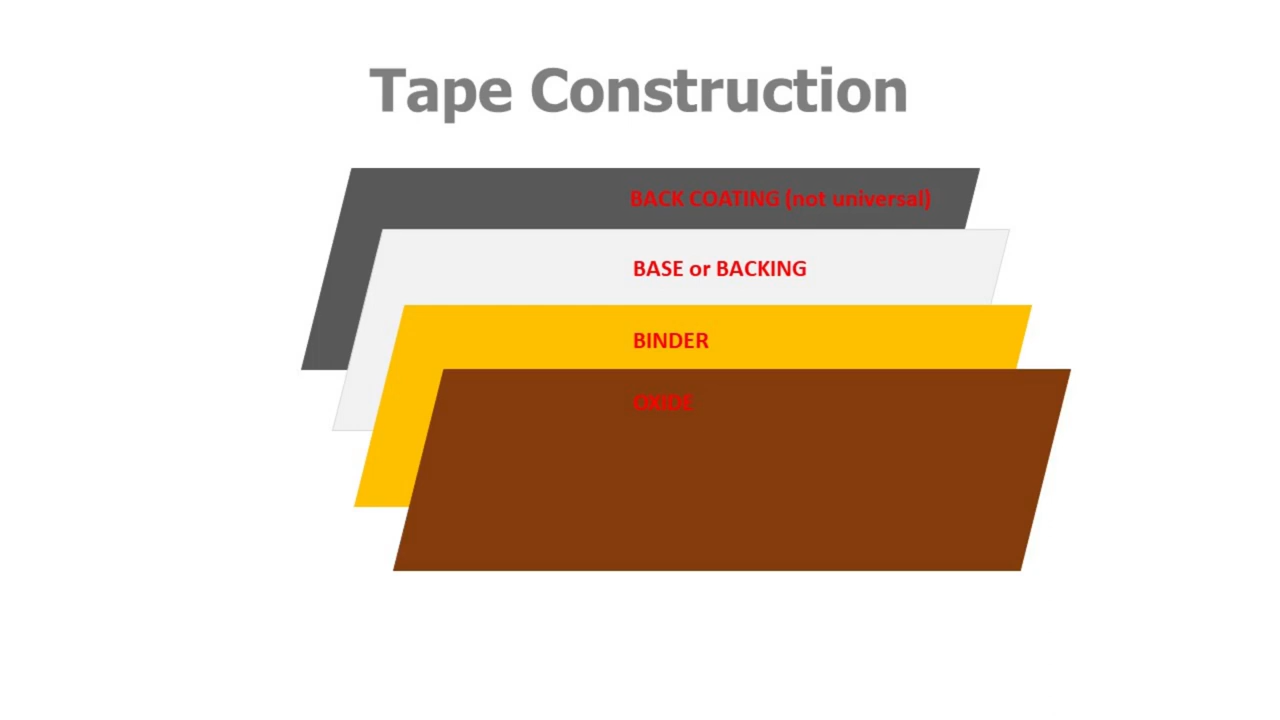 Tape Construction
BACK COATING (not universal)
BASE or BACKING
BINDER
OXIDE